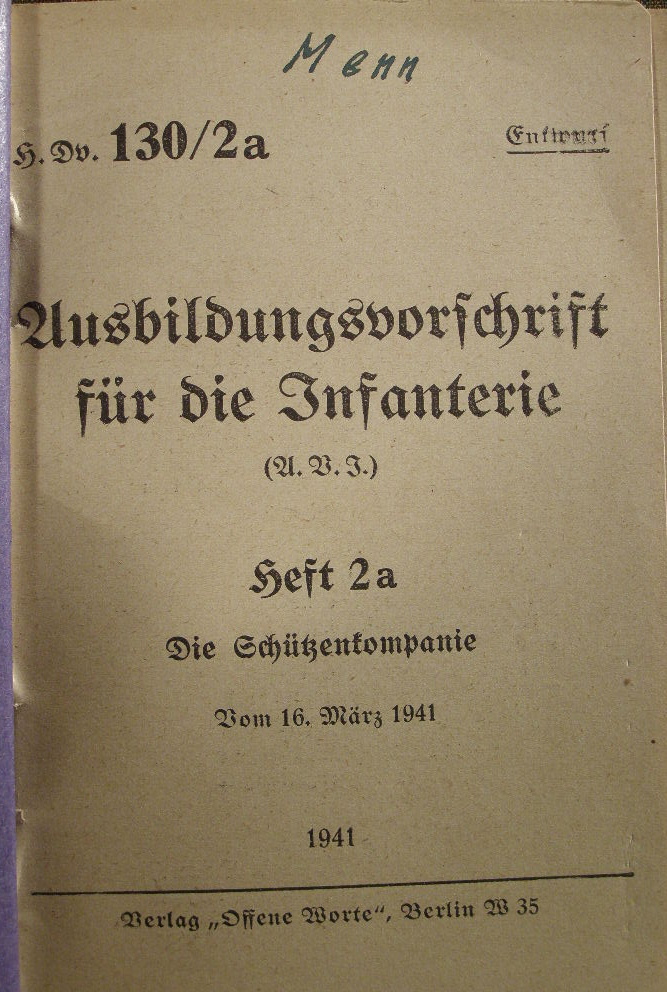 Menn
H. Dv. 130/2a
Entwurf
Ausbildungsvorschrift
für die Infanterie
(A. V. I.)
Heft 2a
Die Schützenkompanie
Vom 16. März 1941
1941
Verlag „Offene Worte“, Berlin W 35